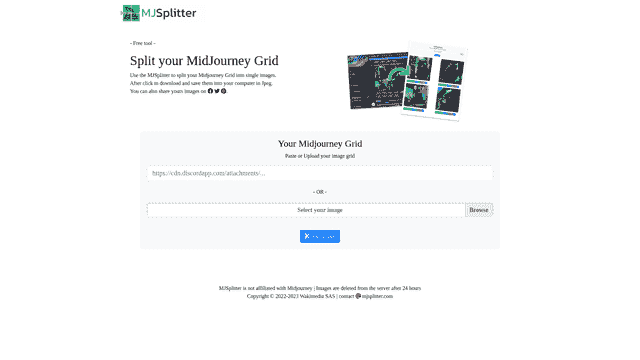 MJSplitter
- Free tool -
Split your MidJourney Grid
Use the MJSplitter to split your Midjourney Grid into single images.
After click to download and save them into your computer in Jpeg.
You can also share yours images on
Your Midjourney Grid
Paste or Upload your image grid
https://cdn.discordapp.com/attachments/...
- OR -
Select your image
Browse
MJSplitter is not affiliated with Midjourney | Images are deleted from the server after 24 hours
Copyright © 2022-2023 Wakimedia SAS | contact @ mjsplitter.com